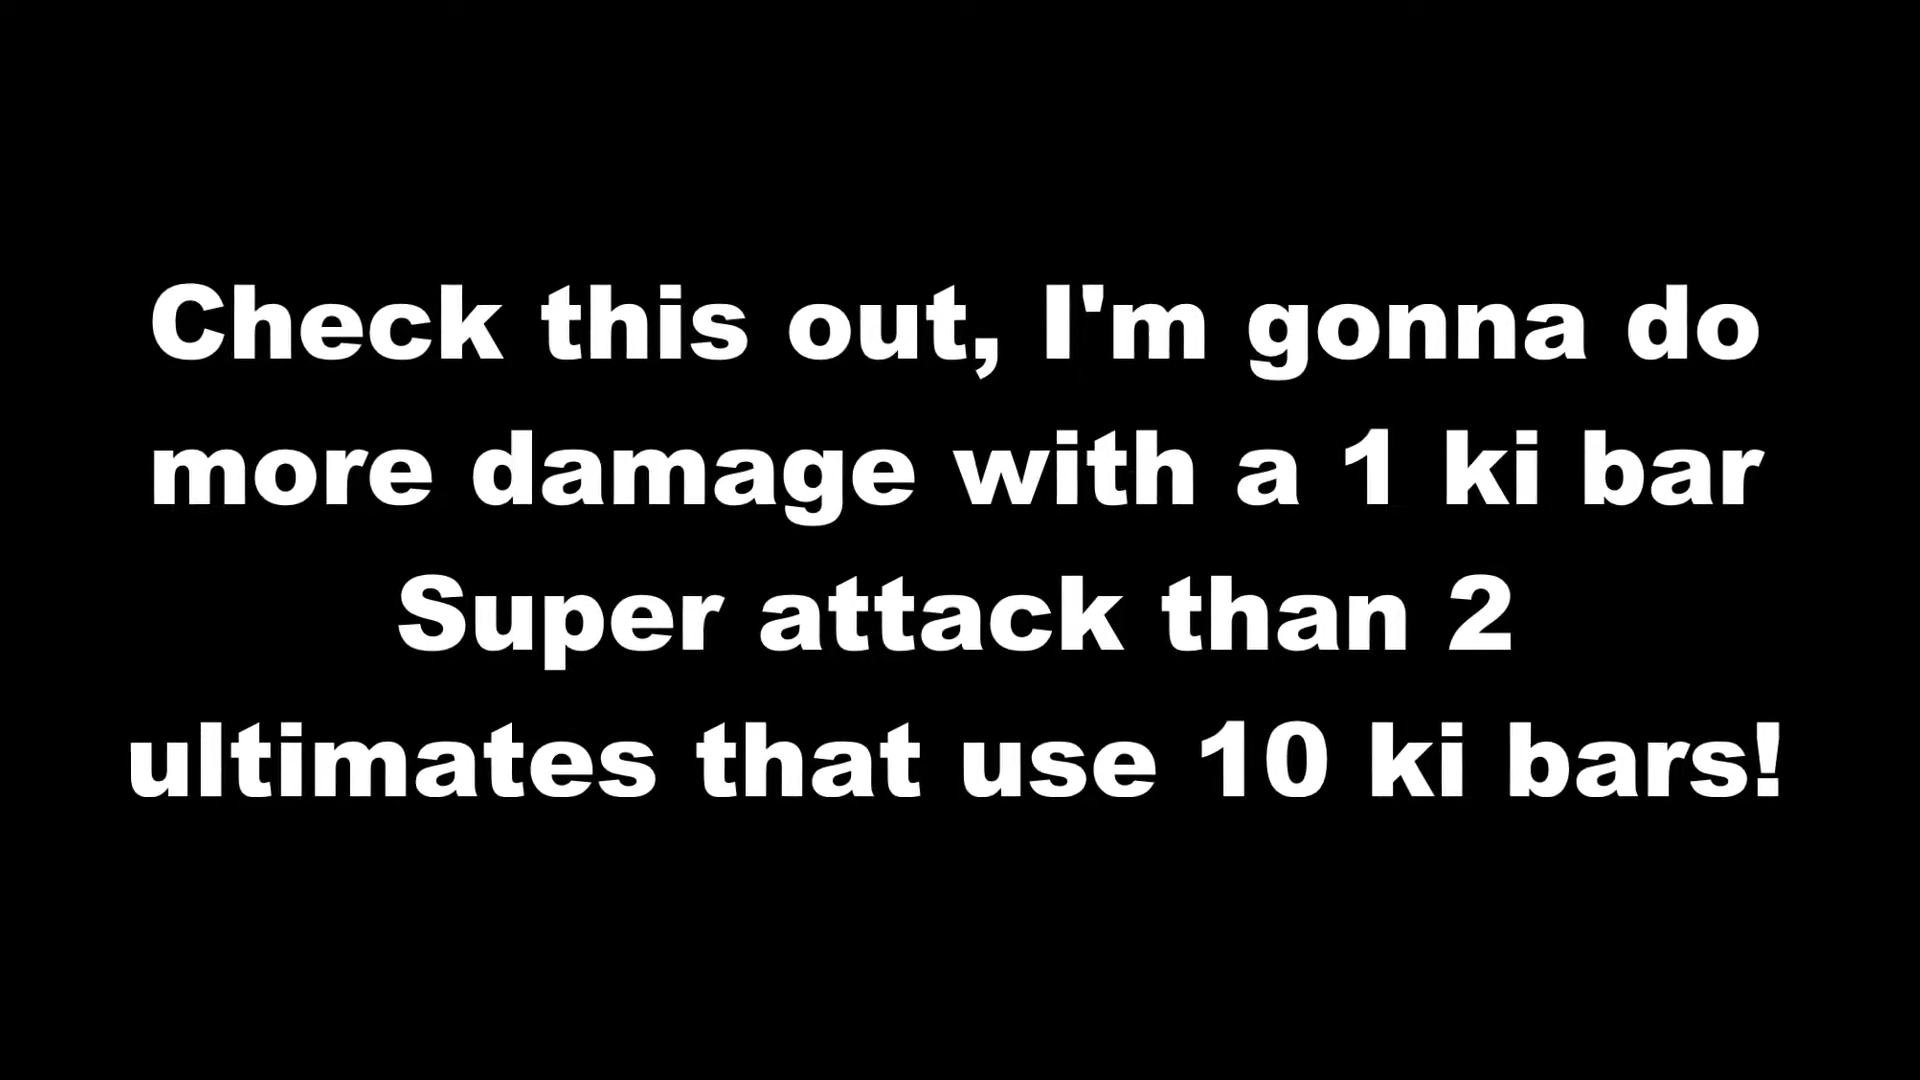 Check this out, I'm gonna do
more damage with a 1 ki bar
Super attack than 2
ultimates that use 10 ki bars!